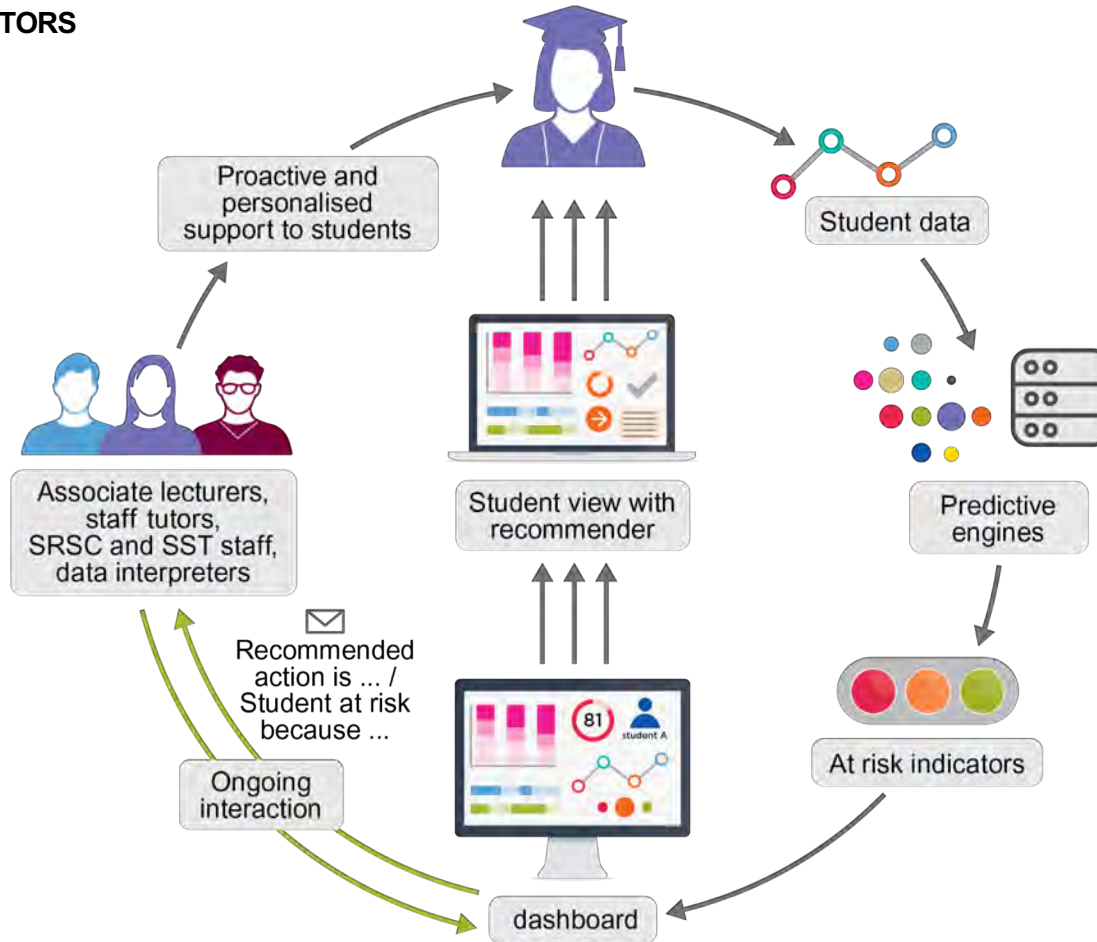 TORS
Proactive and
personalised
support to students
Student data
Associate lecturers,
staff tutors,
SRSC and SST staff,
data interpreters
Student view with
recommender
Predictive
engines
Recommended
action is ... /
Student at risk
because ...
81
student A
At risk indicators
Ongoing
interaction
dashboard